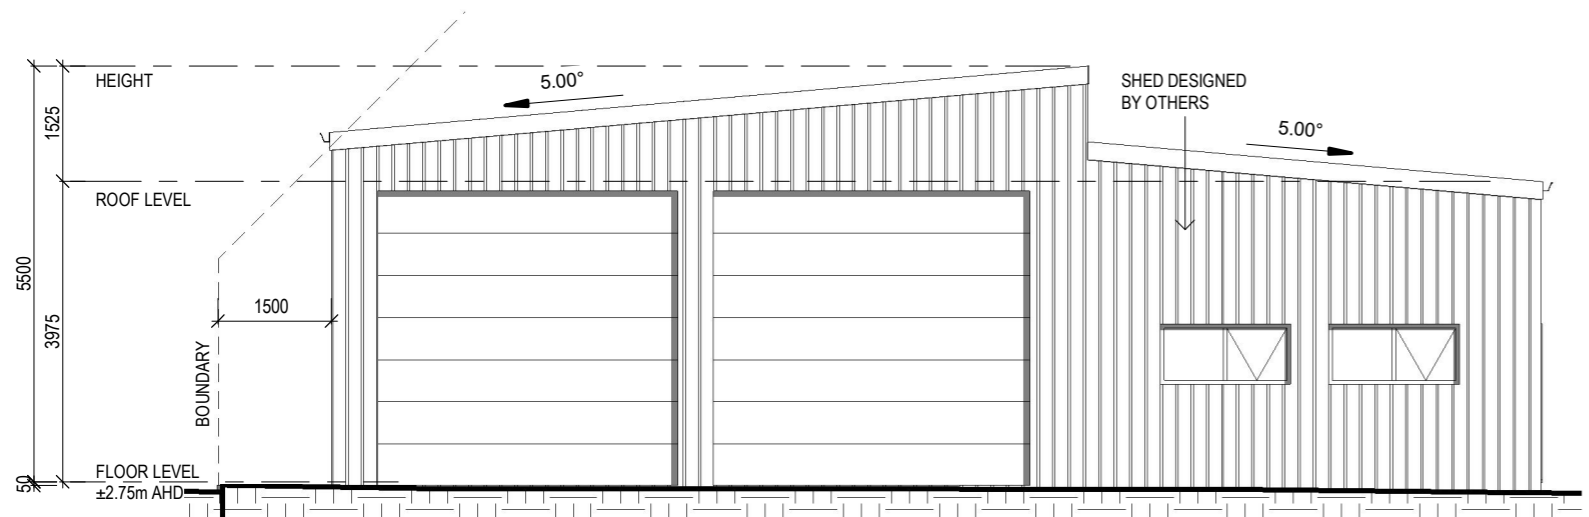 HEIGHT
5.00°
SHED DESIGNED
BY OTHERS
5.00°
1525
ROOF LEVEL
5500
3975
1500
BOUNDARY
FLOOR LEVEL
±2.75m AHD
50